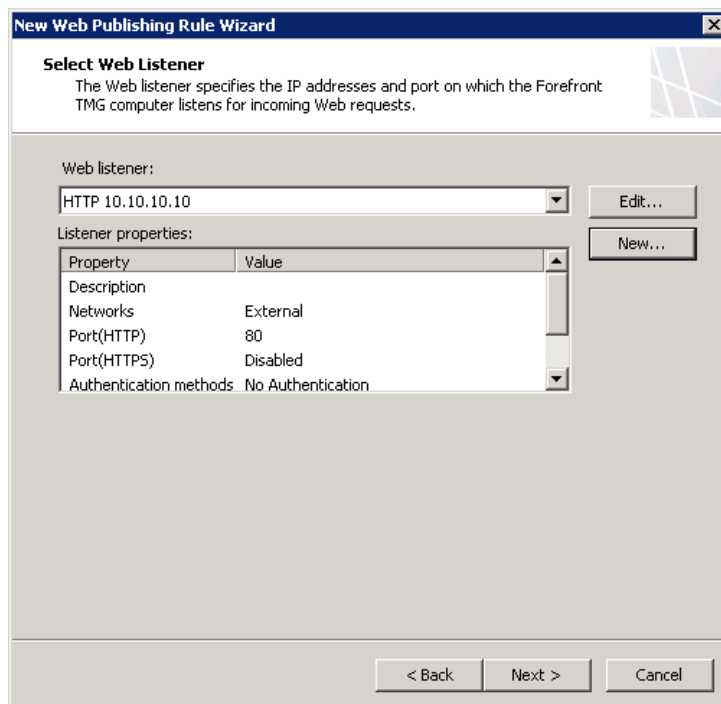 New Web Publishing Rule Wizard
Select Web Listener
The Web listener specifies the IP addresses and port on which the Forefront
TMG computer listens for incoming Web requests.
Web listener:
HTTP 10.10.10.10
Edit...
Listener properties:
New...
Property Value
Description
Networks External
Port(HTTP) 80
Port(HTTPS) Disabled
Authentication methods No Authentication
< Back Next > Cancel